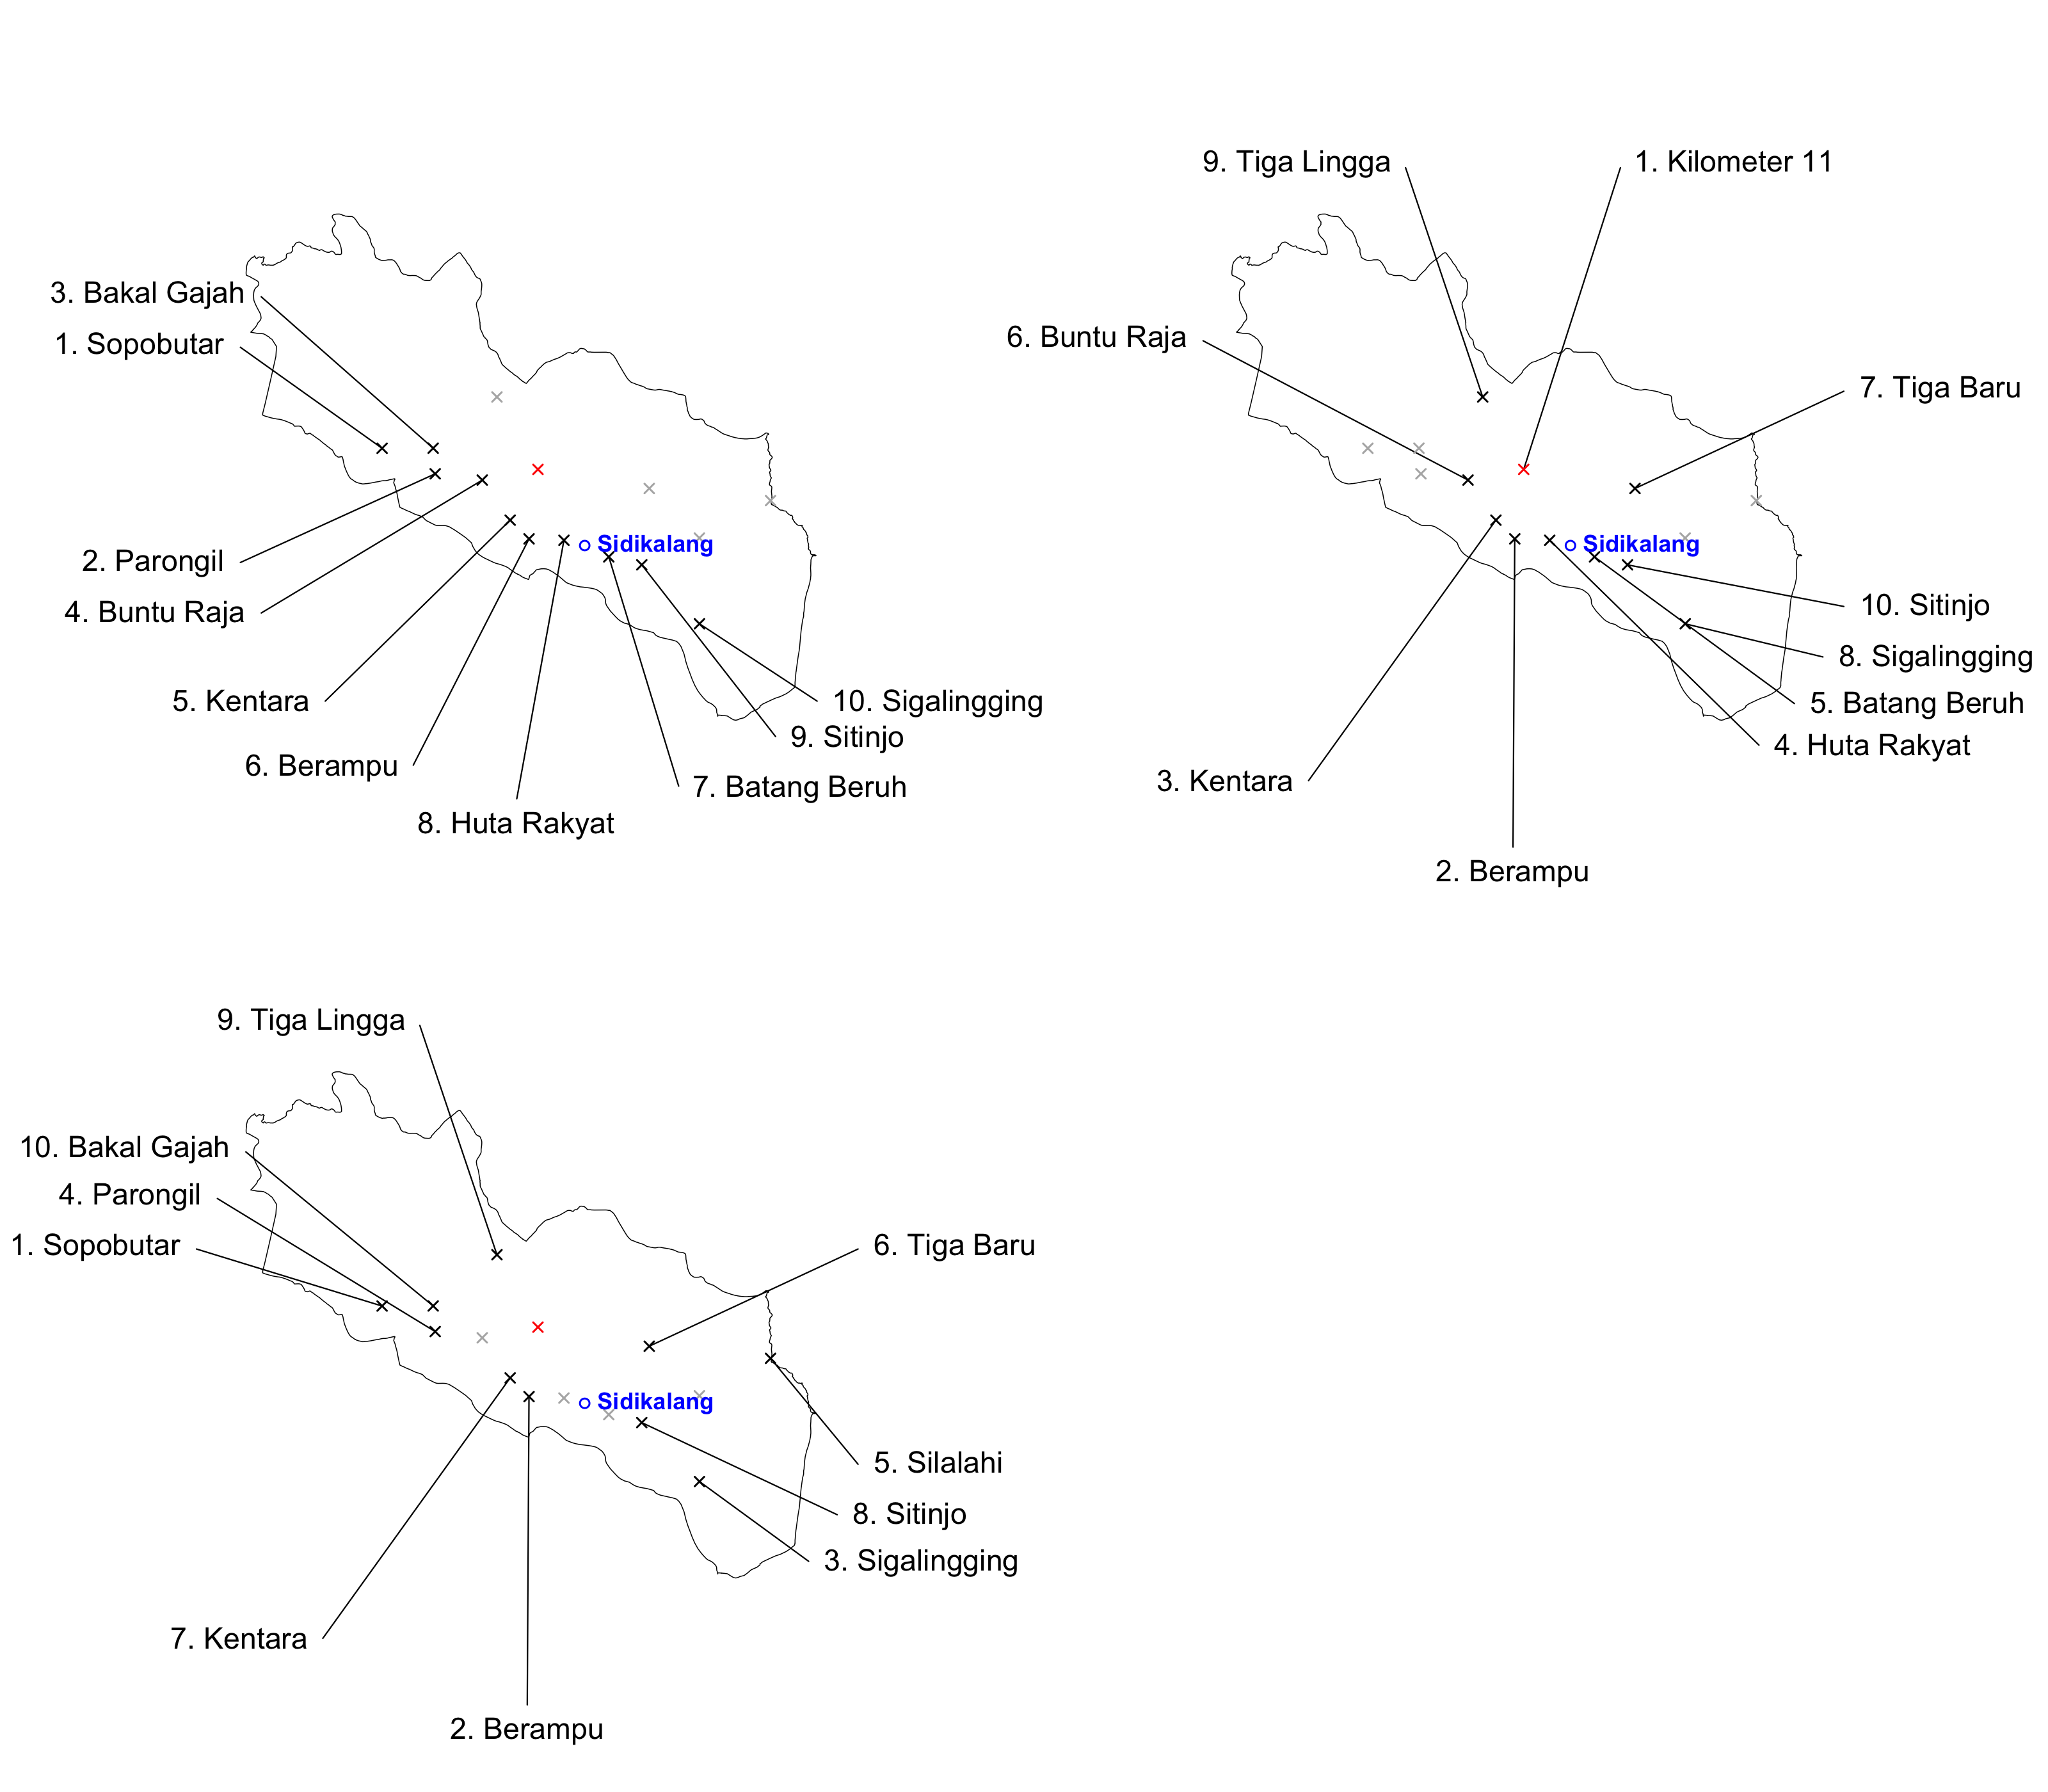 3. Bakal Gajah
1. Sopobutar
2. Parongil
4. Buntu Raja
5. Kentara
6. Berampu
8. Huta Rakyat
7. Batang Beruh
9. Sitinjo
10. Sigalingging
Sidikalang
9. Tiga Lingga
1. Kilometer 11
6. Buntu Raja
7. Tiga Baru
Sidikalang
10. Sitinjo
8. Sigalingging
5. Batang Beruh
4. Huta Rakyat
3. Kentara
2. Berampu
9. Tiga Lingga
10. Bakal Gajah
4. Parongil
1. Sopobutar
6. Tiga Baru
Sidikalang
5. Silalahi
8. Sitinjo
3. Sigalingging
7. Kentara
2. Berampu